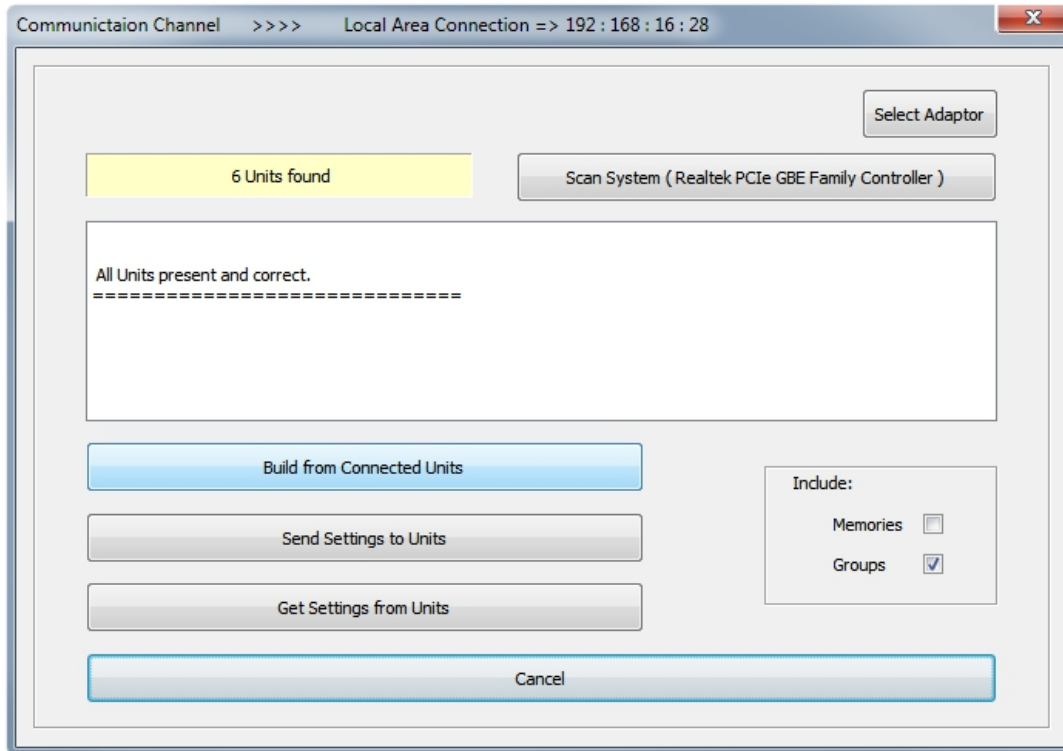 Communictaion Channel >>>> Local Area Connection => 192 : 168 : 16 : 28
X
Select Adaptor
6 Units found
Scan System ( Realtek PCIe GBE Family Controller )
All Units present and correct.
==============================
Build from Connected Units
Include:
Memories
Send Settings to Units
Groups
Get Settings from Units
Cancel